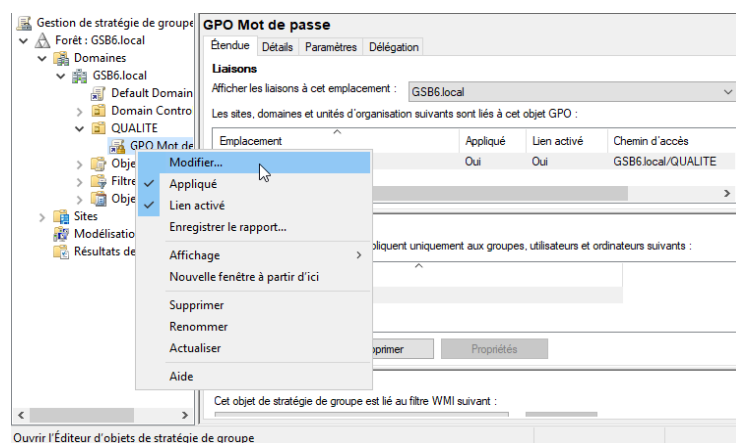 Gestion de stratégie de groupe
Forêt : GSB6.local
Domaines
GSB6.local
Default Domain
Domain Contro
QUALITE
GPO Mot de
Obje
Filtre
Obje
Sites
Modélisatio
Résultats de
GPO Mot de passe
Étendue Détails Paramètres Délégation
Liaisons
Afficher les liaisons à cet emplacement : GSB6.local
Les sites, domaines et unités d'organisation suivants sont liés à cet objet GPO :
Emplacement Appliqué Lien activé Chemin d'accès
Oui Oui GSB6.local/QUALITE
Modifier...
Appliqué
Lien activé
Enregistrer le rapport...
Affichage
Nouvelle fenêtre à partir d'ici
Supprimer
Renommer
Actualiser
Aide
pliquent uniquement aux groupes, utilisateurs et ordinateurs suivants :
pprimer Propriétés
Cet objet de stratégie de groupe est lié au filtre WMI suivant :
Ouvrir l'Éditeur d'objets de stratégie de groupe